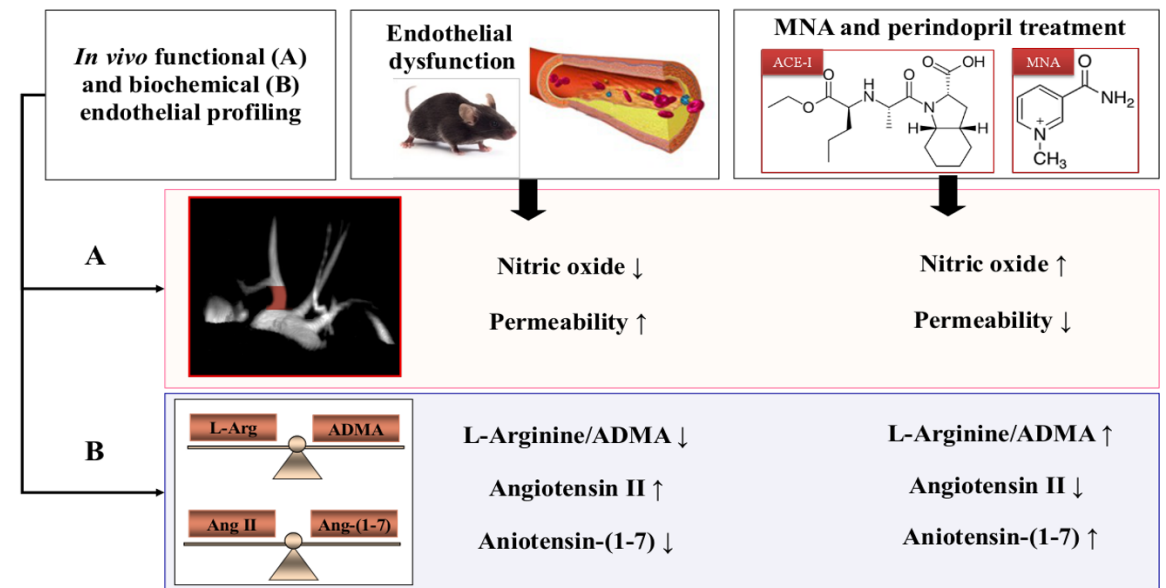 In vivo functional (A)
and biochemical (B)
endothelial profiling
Endothelial
dysfunction
MNA and perindopril treatment
ACE-I
O
OH
O
O
O
N
H
N
H
H
MNA
O
NH2
N
+
CH3
A
Nitric oxide ↓
Permeability ↑
Nitric oxide ↑
Permeability ↓
B
L-Arg
ADMA
Ang II
Ang-(1-7)
L-Arginine/ADMA ↓
Angiotensin II ↑
Aniotensin-(1-7) ↓
L-Arginine/ADMA ↑
Angiotensin II ↓
Aniotensin-(1-7) ↑